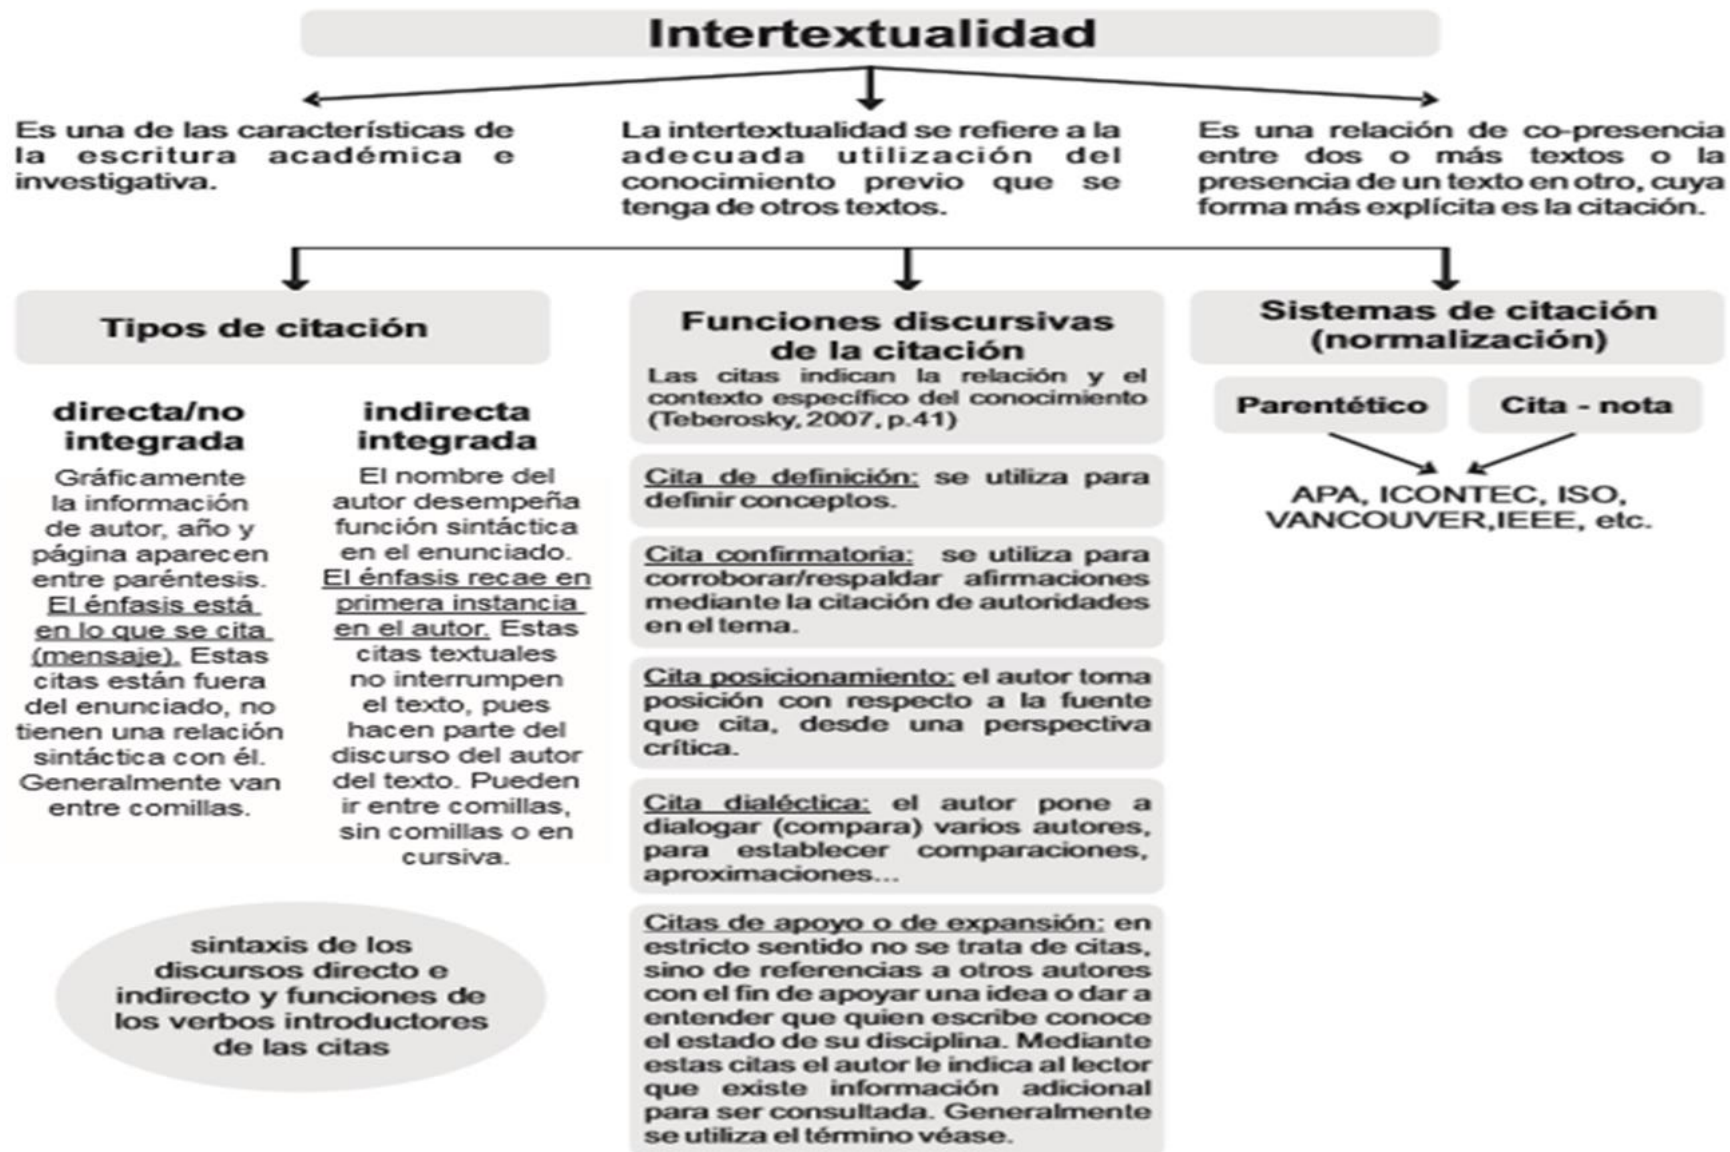 Intertextualidad
Es una de las características de
la escritura académica e
investigativa.
La intertextualidad se refiere a la
adecuada utilización del
conocimiento previo que se
tenga de otros textos.
Es una relación de co-presencia
entre dos o más textos o la
presencia de un texto en otro, cuya
forma más explícita es la citación.
Tipos de citación
directa/no
integrada
Gráficamente
la información
de autor, año y
página aparecen
entre paréntesis.
El énfasis está
en lo que se cita
(mensaje). Estas
citas están fuera
del enunciado, no
tienen una relación
sintáctica con él.
Generalmente van
entre comillas.
indirecta
integrada
El nombre del
autor desempeña
función sintáctica
en el enunciado.
El énfasis recae en
primera instancia
en el autor. Estas
citas textuales
no interrumpen
el texto, pues
hacen parte del
discurso del autor
del texto. Pueden
ir entre comillas,
sin comillas o en
cursiva.
sintaxis de los
discursos directo e
indirecto y funciones de
los verbos introductores
de las citas
Funciones discursivas
de la citación
Las citas indican la relación y el
contexto específico del conocimiento
(Teberosky, 2007, p.41)
Cita de definición: se utiliza para
definir conceptos.
Cita confirmatoria: se utiliza para
corroborar/respaldar afirmaciones
mediante la citación de autoridades
en el tema.
Cita posicionamiento: el autor toma
posición con respecto a la fuente
que cita, desde una perspectiva
crítica.
Cita dialéctica: el autor pone a
dialogar (compara) varios autores,
para establecer comparaciones,
aproximaciones...
Citas de apoyo o de expansión: en
estricto sentido no se trata de citas,
sino de referencias a otros autores
con el fin de apoyar una idea o dar a
entender que quien escribe conoce
el estado de su disciplina. Mediante
estas citas el autor le indica al lector
que existe información adicional
para ser consultada. Generalmente
se utiliza el término véase.
Sistemas de citación
(normalización)
Parentético
Cita - nota
APA, ICONTEC, ISO,
VANCOUVER,IEEE, etc.